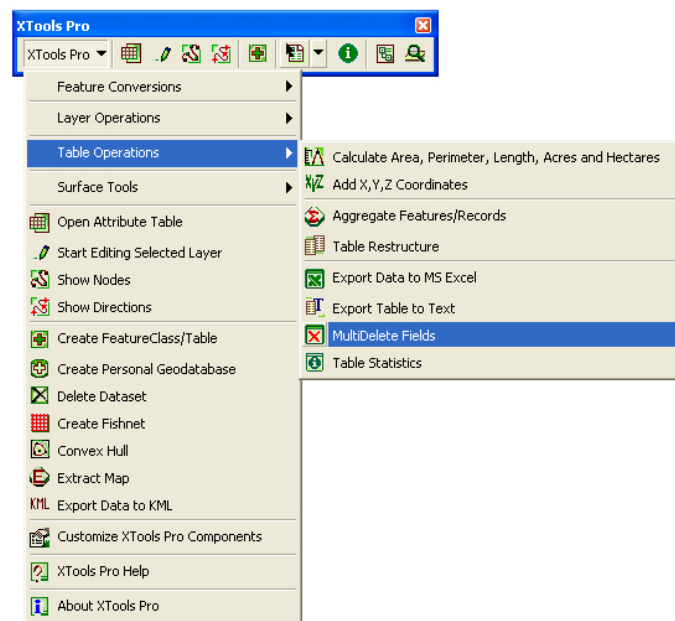 XTools Pro
XTools Pro
Feature Conversions
Layer Operations
Table Operations
Surface Tools
Open Attribute Table
Start Editing Selected Layer
Show Nodes
Show Directions
Create FeatureClass/Table
Create Personal Geodatabase
Delete Dataset
Create Fishnet
Convex Hull
Extract Map
KML Export Data to KML
Customize XTools Pro Components
XTools Pro Help
About XTools Pro
Calculate Area, Perimeter, Length, Acres and Hectares
XYZ Add X,Y,Z Coordinates
Aggregate Features/Records
Table Restructure
Export Data to MS Excel
Export Table to Text
MultiDelete Fields
Table Statistics